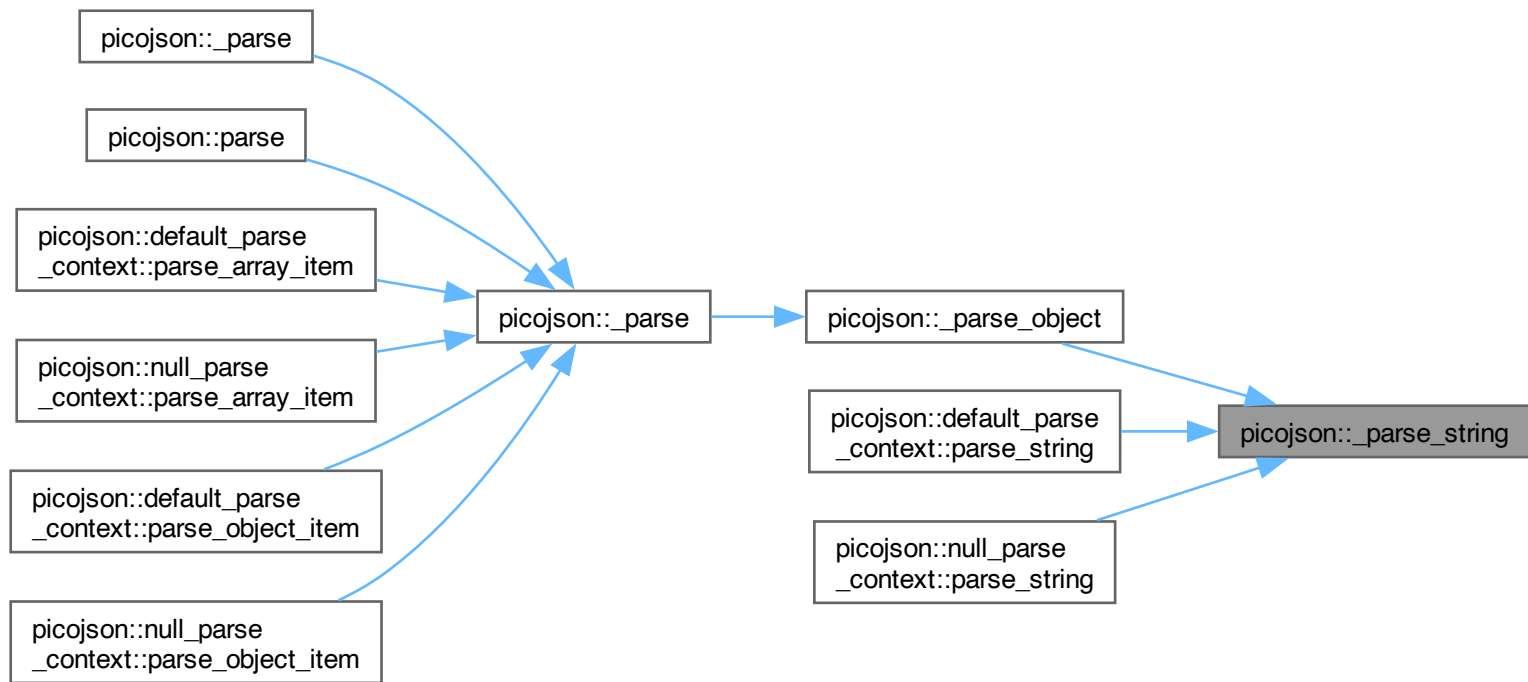 picojson::_parse
picojson::parse
picojson::default_parse
_context::parse_array_item
picojson::null_parse
_context::parse_array_item
picojson::default_parse
_context::parse_object_item
picojson::null_parse
_context::parse_object_item
picojson::_parse
picojson::_parse_object
picojson::default_parse
_context::parse_string
picojson::null_parse
_context::parse_string
picojson::_parse_string